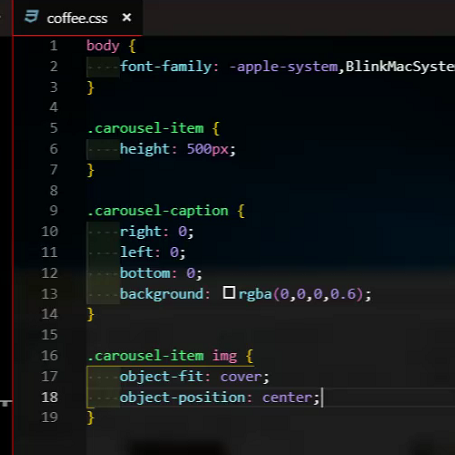 coffee.css ×
1 body {
2 font-family: -apple-system,BlinkMacSyste
3 }
4
5 .carousel-item {
6 height: 500px;
7 }
8
9 .carousel-caption {
10 right: 0;
11 left: 0;
12 bottom: 0;
13 background: rgba(0,0,0,0.6);
14 }
15
16 .carousel-item img {
17 object-fit: cover;
18 object-position: center;
19 }